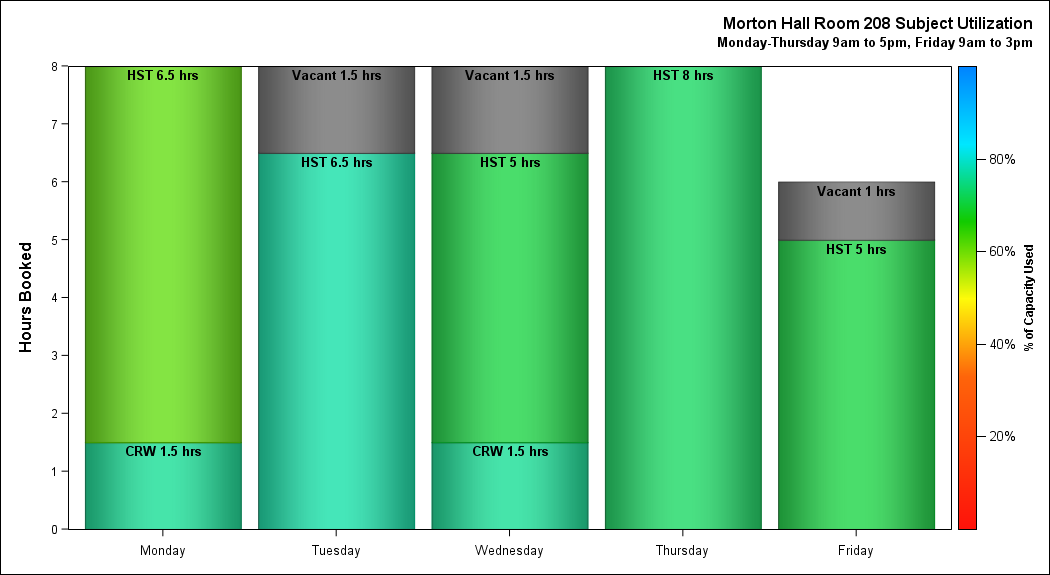 Morton Hall Room 208 Subject Utilization
Monday-Thursday 9am to 5pm, Friday 9am to 3pm
Hours Booked
8
7
6
5
4
3
2
1
0
HST 6.5 hrs
CRW 1.5 hrs
Vacant 1.5 hrs
HST 6.5 hrs
Vacant 1.5 hrs
HST 5 hrs
CRW 1.5 hrs
HST 8 hrs
Vacant 1 hrs
HST 5 hrs
Monday
Tuesday
Wednesday
Thursday
Friday
80%
60%
40%
20%
% of Capacity Used